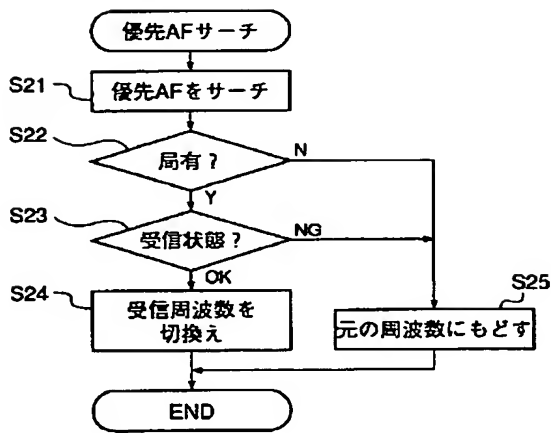 優先AFサーチ
S21
優先AFをサーチ
S22
局有?
N
Y
S23
受信状態?
NG
OK
S24
受信周波数を
切換え
S25
元の周波数にもどす
END